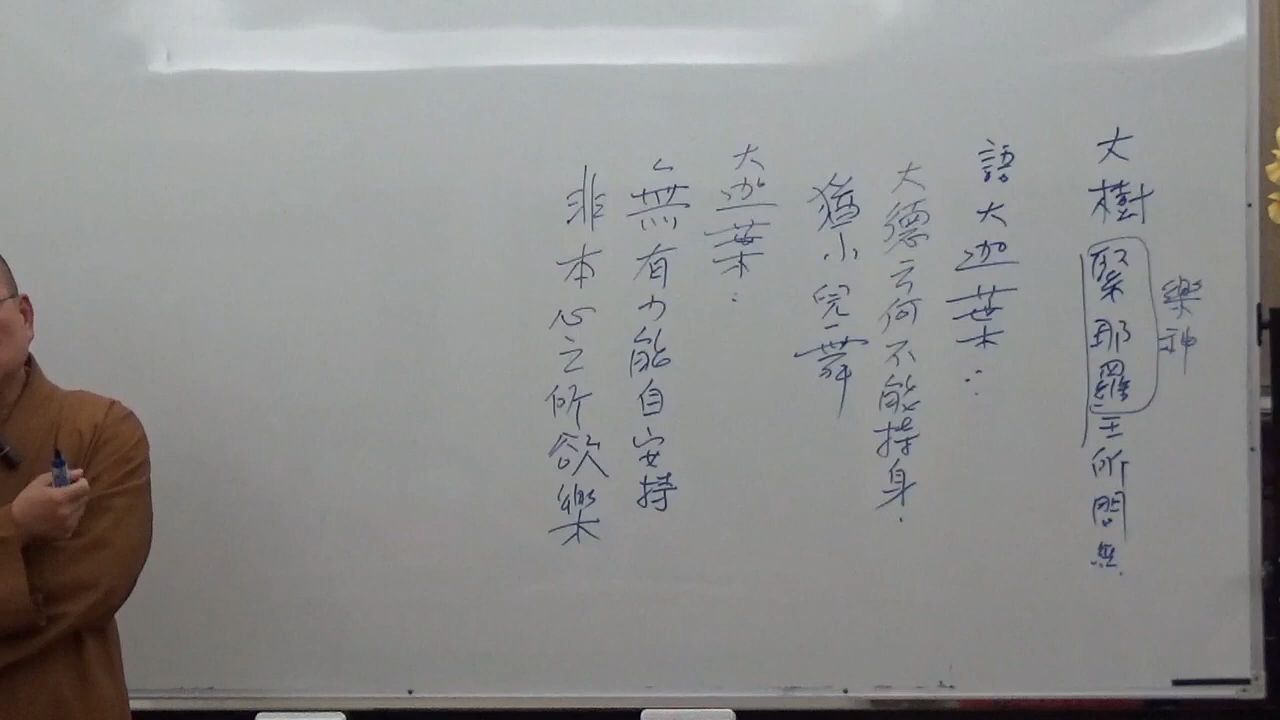 樂神
大樹緊那羅王所問經.
語大迦葉:
大德云何不能持身.
猶小兒舞
大迦葉:
無有力能自安持
非本心之所欲樂